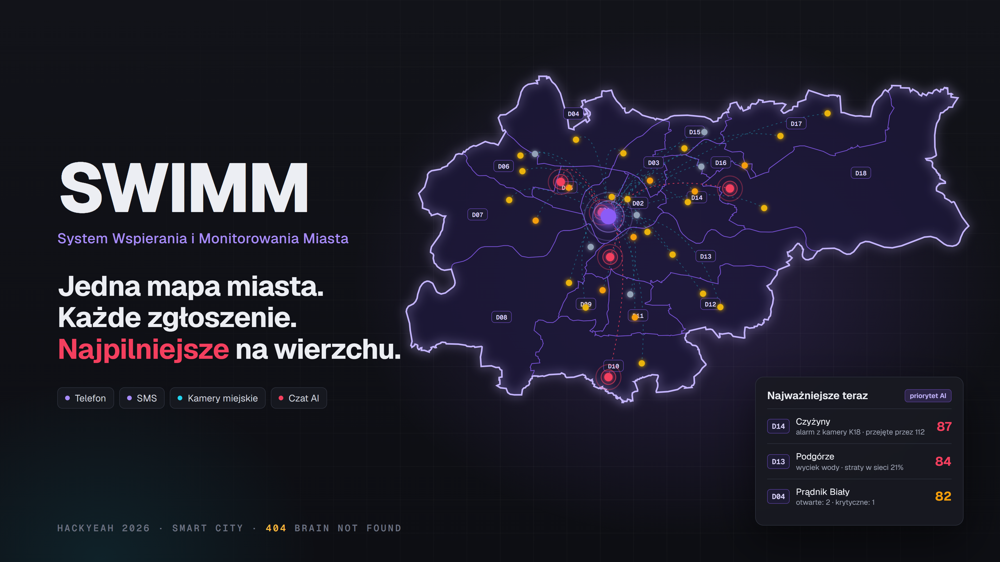 SWIMM
System Wspierania i Monitorowania Miasta
Jedna mapa miasta.
Każde zgłoszenie.
Najpilniejsze na wierzchu.
Telefon
SMS
Kamery miejskie
Czat AI
HACKYEAH 2026 · SMART CITY · 404 BRAIN NOT FOUND
D04
D17
D15
D03
D16
D06
D18
D14
D02
D07
D13
D09
D12
D11
D08
D10
Najważniejsze teraz
priorytet AI
D14
Czyżyny
87
alarm z kamery K18 · przejęte przez 112
D13
Podgórze
84
wyciek wody · straty w sieci 21%
D04
Prądnik Biały
82
otwarte: 2 · krytyczne: 1